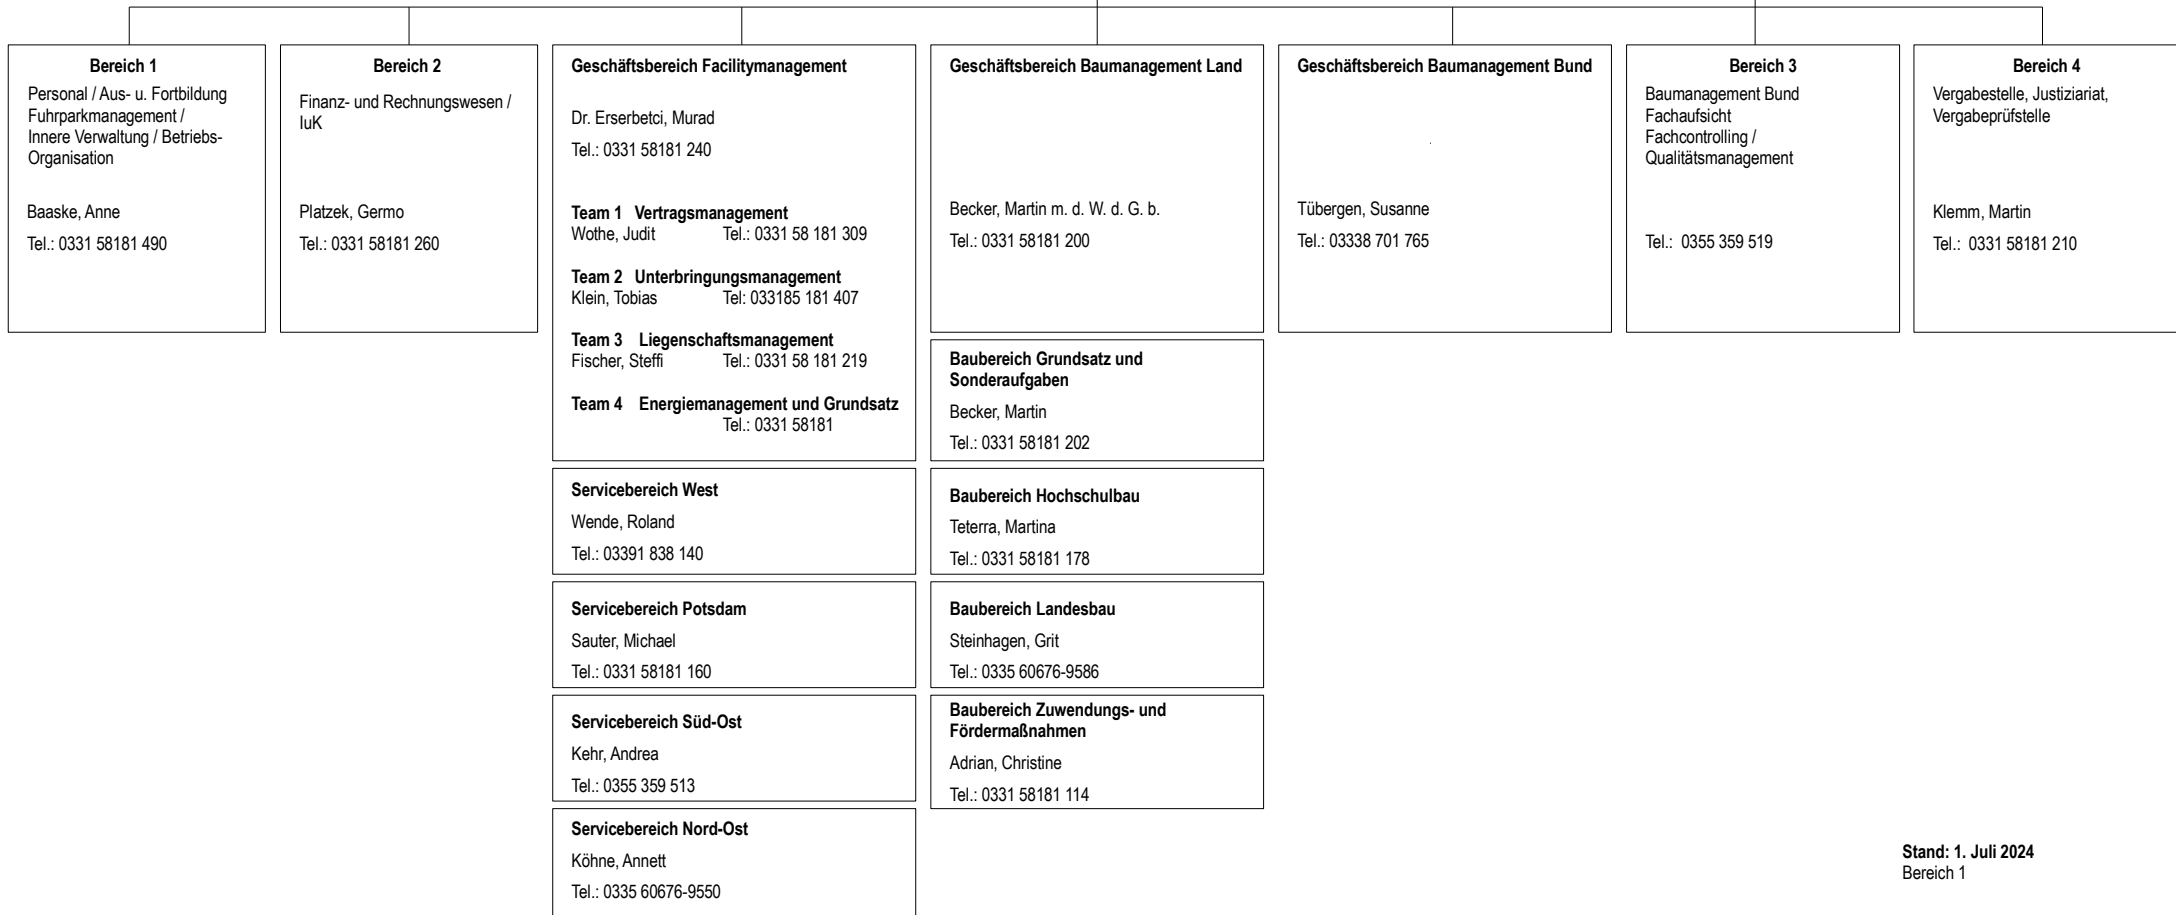 Bereich 1
Personal / Aus- u. Fortbildung
Fuhrparkmanagement /
Innere Verwaltung / Betriebs-
Organisation
Baaske, Anne
Tel.: 0331 58181 490
Bereich 2
Finanz- und Rechnungswesen /
IuK
Platzek, Germo
Tel.: 0331 58181 260
Geschäftsbereich Facilitymanagement
Dr. Erserbetci, Murad
Tel.: 0331 58181 240
Team 1 Vertragsmanagement
Wothe, Judit Tel.: 0331 58 181 309
Team 2 Unterbringungsmanagement
Klein, Tobias Tel: 033185 181 407
Team 3 Liegenschaftsmanagement
Fischer, Steffi Tel.: 0331 58 181 219
Team 4 Energiemanagement und Grundsatz
Tel.: 0331 58181
Servicebereich West
Wende, Roland
Tel.: 03391 838 140
Servicebereich Potsdam
Sauter, Michael
Tel.: 0331 58181 160
Servicebereich Süd-Ost
Kehr, Andrea
Tel.: 0355 359 513
Servicebereich Nord-Ost
Köhne, Annett
Tel.: 0335 60676-9550
Geschäftsbereich Baumanagement Land
Becker, Martin m. d. W. d. G. b.
Tel.: 0331 58181 200
Baubereich Grundsatz und
Sonderaufgaben
Becker, Martin
Tel.: 0331 58181 202
Baubereich Hochschulbau
Teterra, Martina
Tel.: 0331 58181 178
Baubereich Landesbau
Steinhagen, Grit
Tel.: 0335 60676-9586
Baubereich Zuwendungs- und
Fördermaßnahmen
Adrian, Christine
Tel.: 0331 58181 114
Geschäftsbereich Baumanagement Bund
Tübergen, Susanne
Tel.: 03338 701 765
Bereich 3
Baumanagement Bund
Fachaufsicht
Fachcontrolling /
Qualitätsmanagement
Tel.: 0355 359 519
Bereich 4
Vergabestelle, Justiziariat,
Vergabeprüfstelle
Klemm, Martin
Tel.: 0331 58181 210
Stand: 1. Juli 2024
Bereich 1